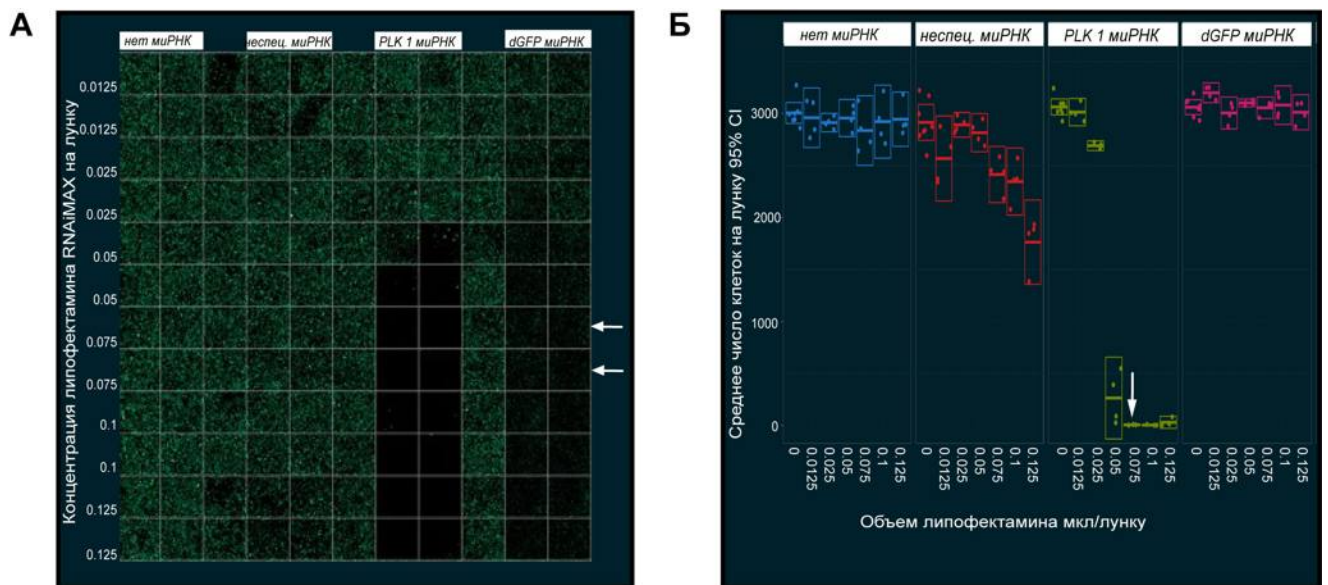 А
нет миРНК неспец. миРНК PLK 1 миРНК dGFP миРНК
Концентрация липофектамина RNAiMAX на лунку
0.0125
0.0125
0.025
0.025
0.05
0.05
0.075
0.075
0.1
0.1
0.125
0.125
Б
нет миРНК неспец. миРНК PLK 1 миРНК dGFP миРНК
Среднее число клеток на лунку 95% CI
3000
2000
1000
0
0 0.0125 0.025 0.05 0.075 0.1 0.125 0 0.0125 0.025 0.05 0.075 0.1 0.125 0 0.0125 0.025 0.05 0.075 0.1 0.125 0 0.0125 0.025 0.05 0.075 0.1 0.125
Объем липофектамина мкл/лунку